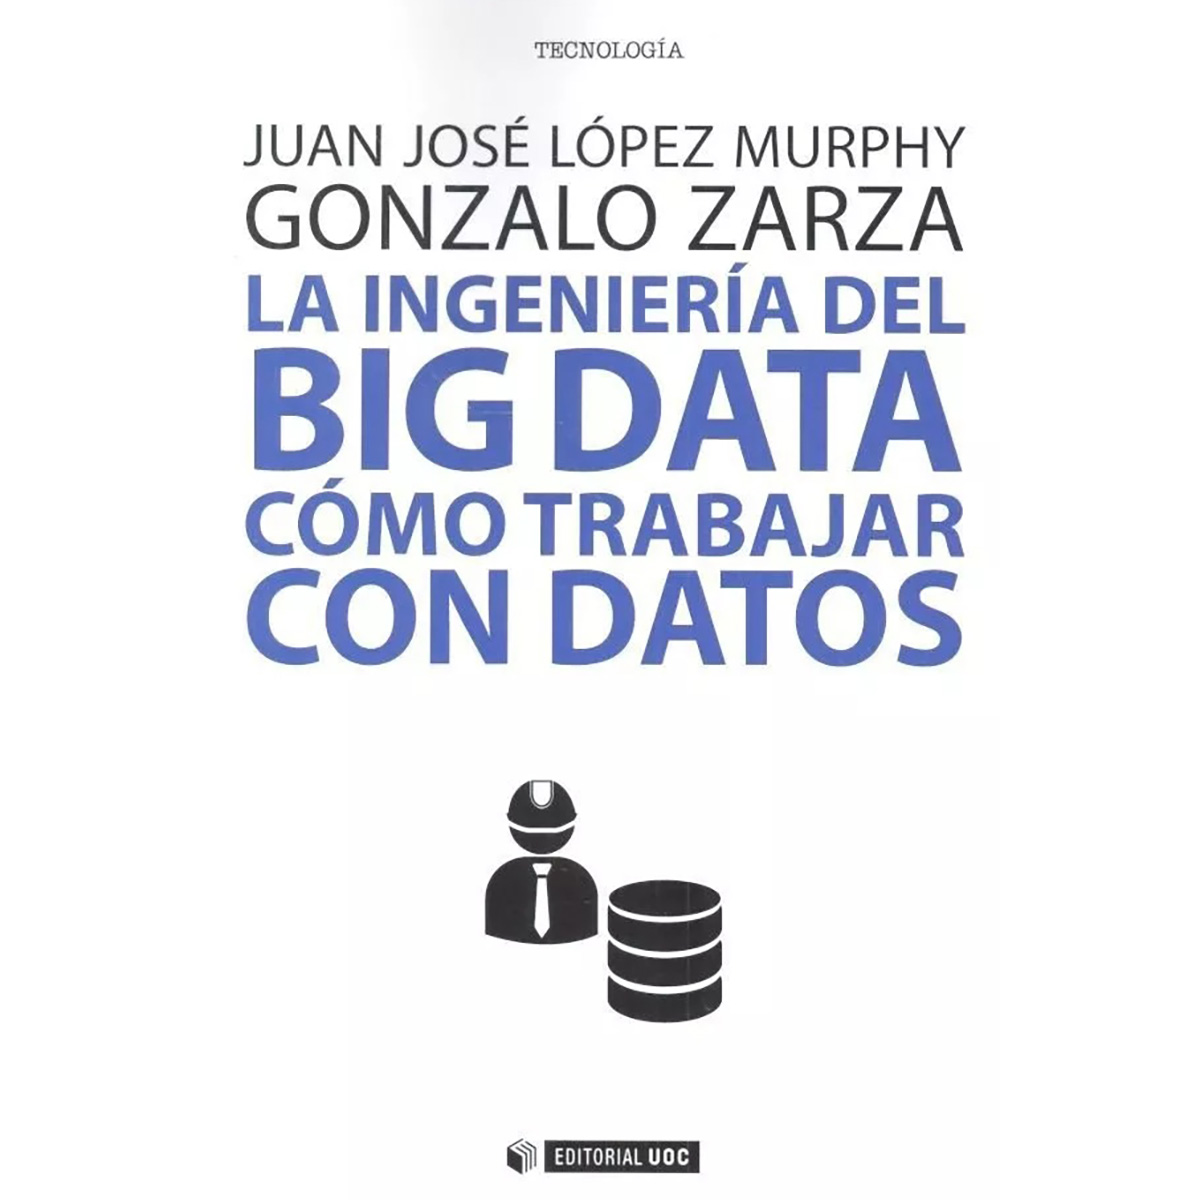 TECNOLOGÍA
JUAN JOSÉ LÓPEZ MURPHY
GONZALO ZARZA
LA INGENIERÍA DEL
BIG DATA
CÓMO TRABAJAR
CON DATOS
EDITORIAL UOC